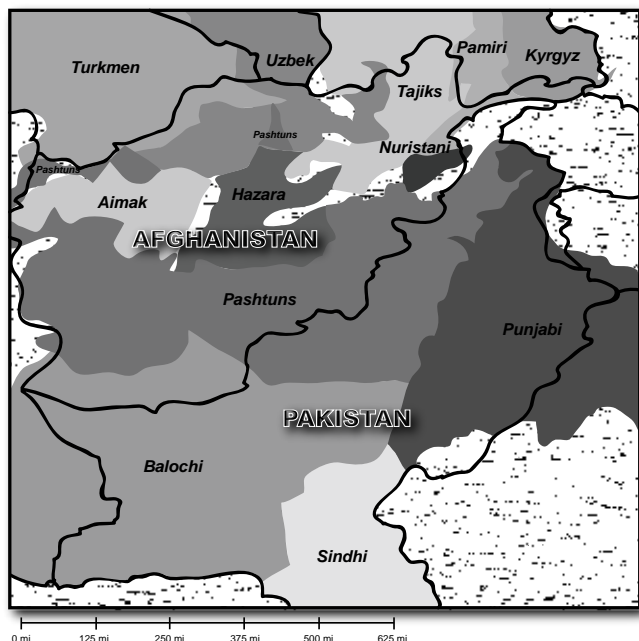 Pamiri
Kyrgyz
Uzbek
Turkmen
Tajiks
Pashtuns
Nuristani
Pashtuns
Hazara
Aimak
AFGHANISTAN
Pashtuns
Punjabi
PAKISTAN
Balochi
Sindhi
0 mi 125 mi 250 mi 375 mi 500 mi 625 mi